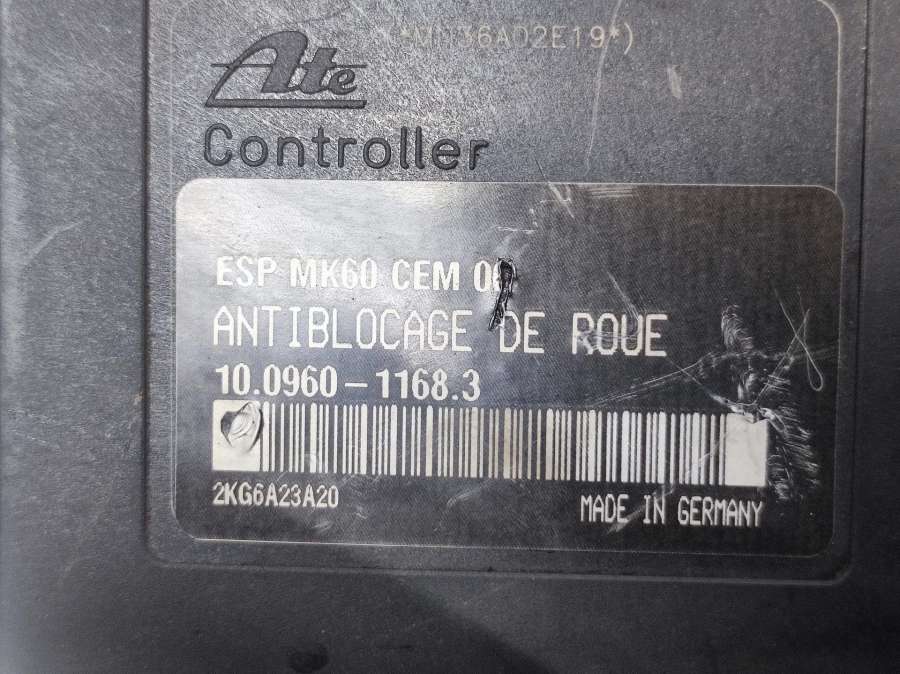 Ate
Controller
ESP MK60 CEM
ANTIBLOCAGE DE ROUE
10.0960-1168.3
2KG6A23A20
MADE IN GERMANY